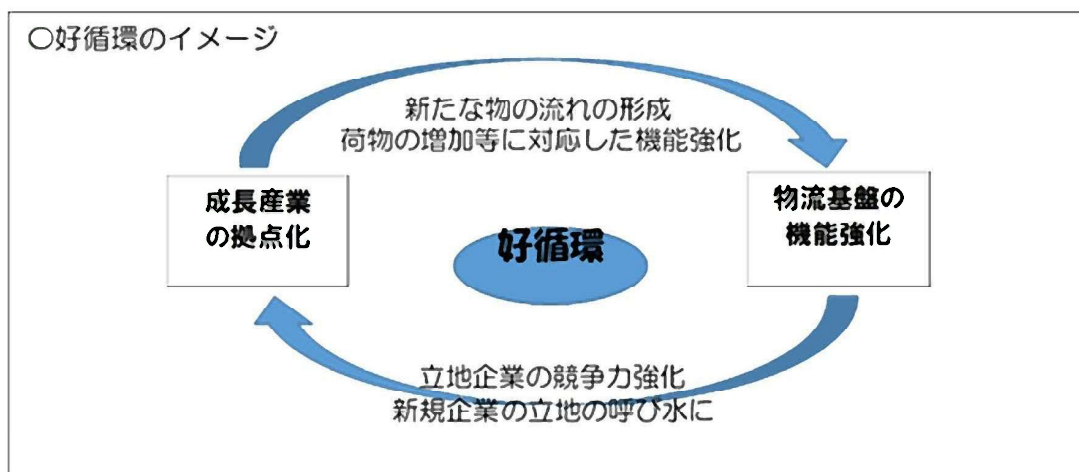 〇好循環のイメージ
新たな物の流れの形成
荷物の増加等に対応した機能強化
成長産業
の拠点化
物流基盤の
機能強化
好循環
立地企業の競争力強化
新規企業の立地の呼び水に